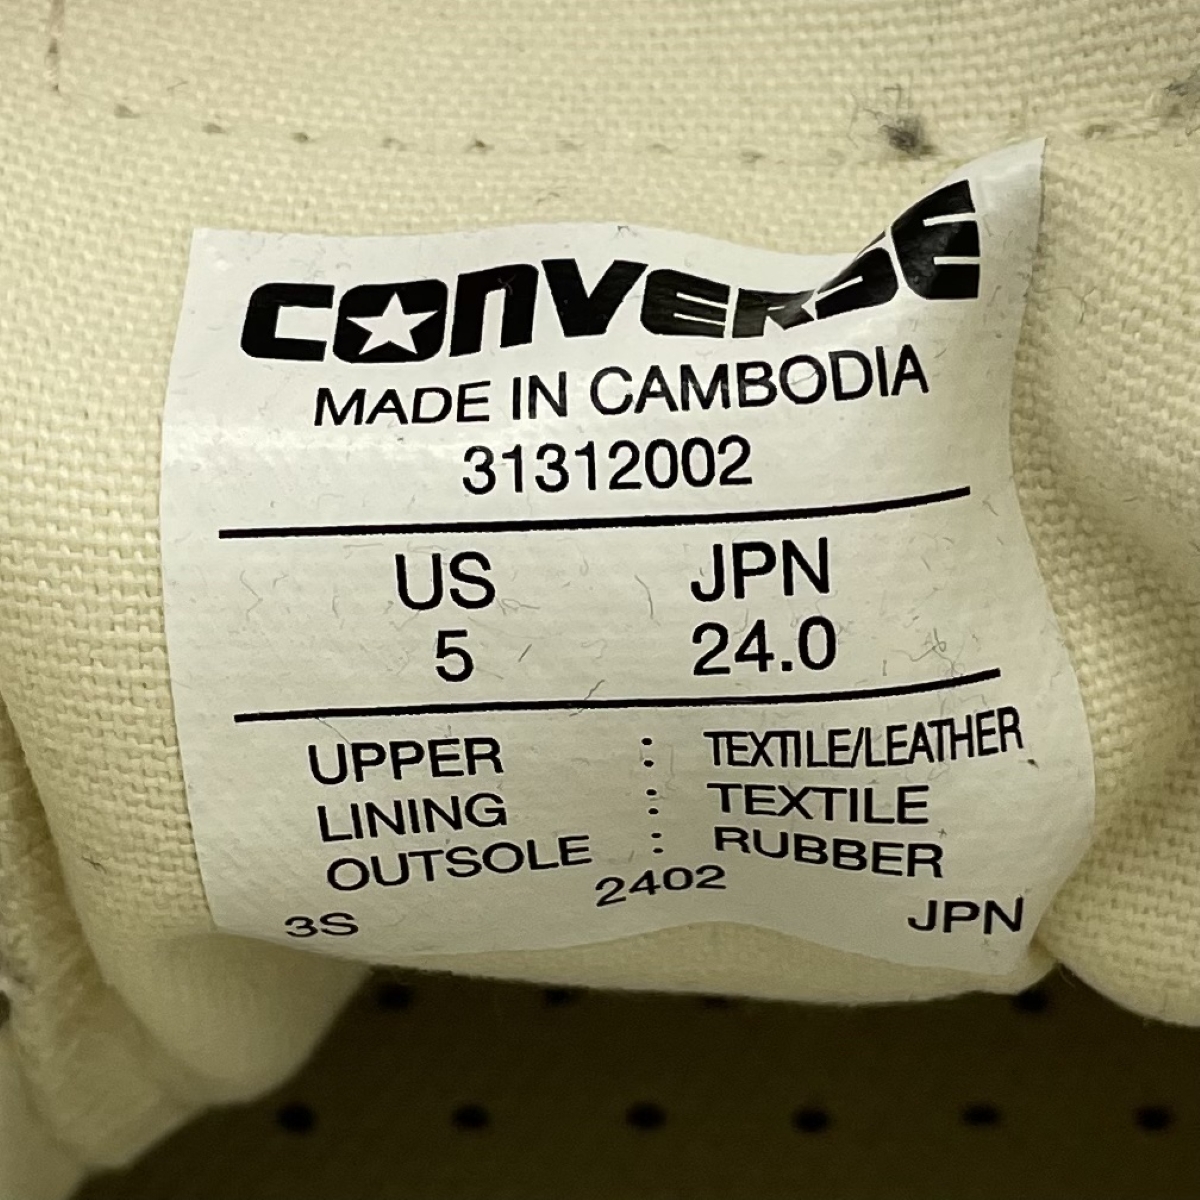 CONVERSE
MADE IN CAMBODIA
31312002
US JPN
5 24.0
UPPER : TEXTILE/LEATHER
LINING : TEXTILE
OUTSOLE : RUBBER
3S 2402 JPN